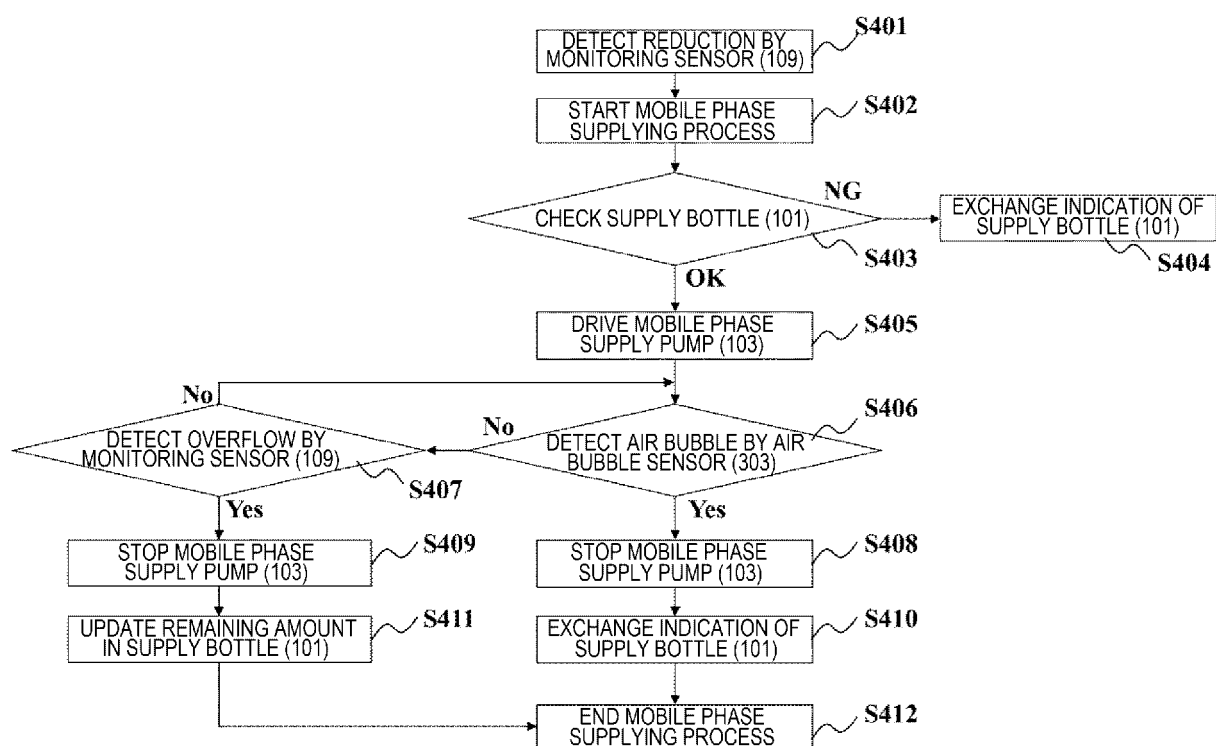 S401
DETECT REDUCTION BY
MONITORING SENSOR (109)
S402
START MOBILE PHASE
SUPPLYING PROCESS
NG
CHECK SUPPLY BOTTLE (101)
S403
EXCHANGE INDICATION OF
SUPPLY BOTTLE (101)
S404
OK
DRIVE MOBILE PHASE
SUPPLY PUMP (103)
S405
No
DETECT OVERFLOW BY
MONITORING SENSOR (109)
S407
No
DETECT AIR BUBBLE BY AIR
BUBBLE SENSOR (303)
S406
Yes
Yes
STOP MOBILE PHASE
SUPPLY PUMP (103)
S409
STOP MOBILE PHASE
SUPPLY PUMP (103)
S408
UPDATE REMAINING AMOUNT
IN SUPPLY BOTTLE (101)
S411
EXCHANGE INDICATION OF
SUPPLY BOTTLE (101)
S410
END MOBILE PHASE
SUPPLYING PROCESS
S412